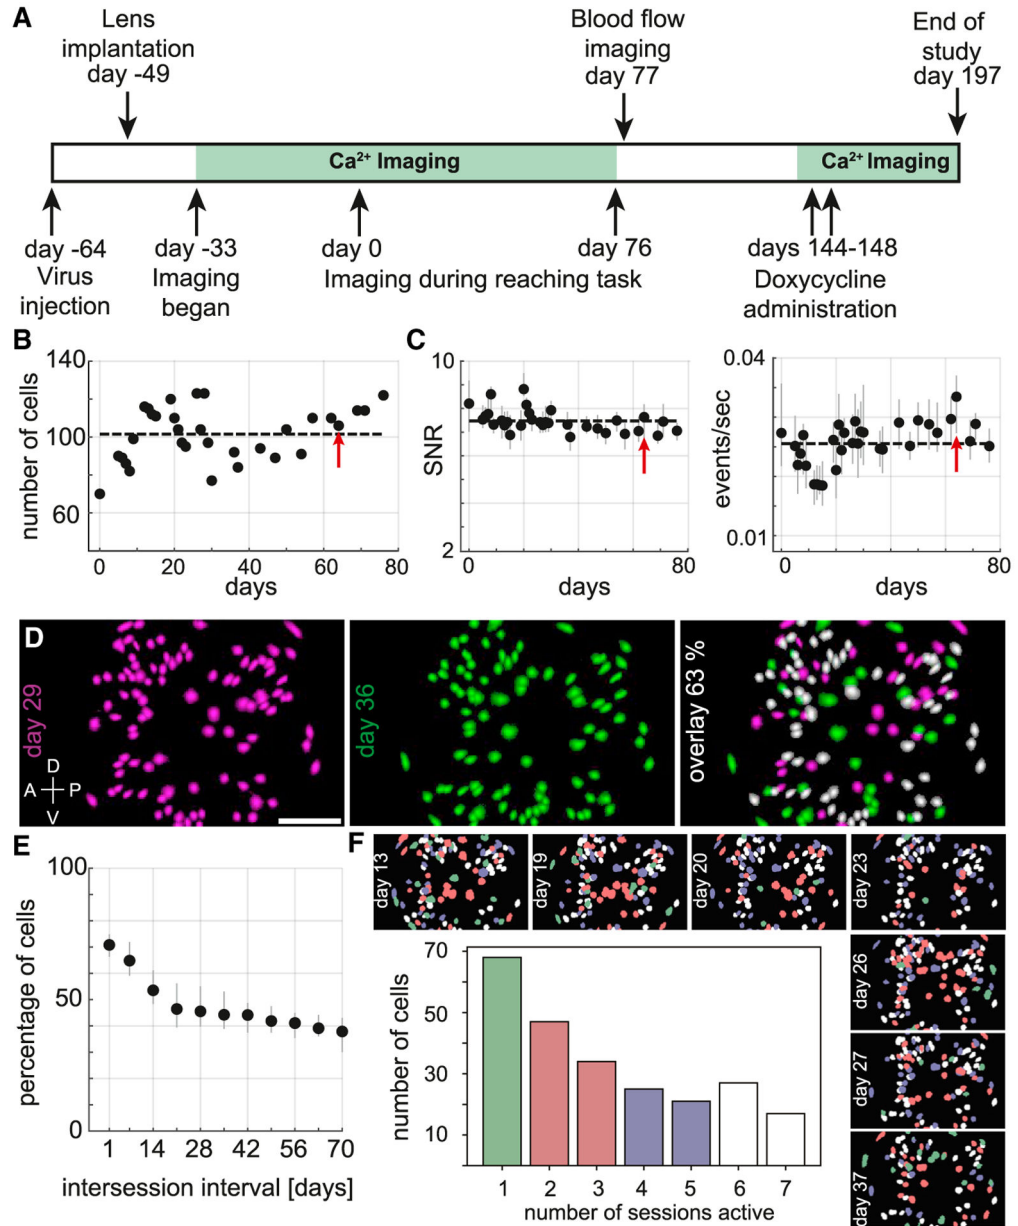 A
Lens
implantation
day -49
Blood flow
imaging
day 77
End of
study
day 197
Ca²⁺ Imaging
Ca²⁺ Imaging
day -64
Virus
injection
day -33
Imaging
began
day 0
day 76
Imaging during reaching task
days 144-148
Doxycycline
administration
B
140
100
60
number of cells
0
20
40
60
80
days
C
10
2
SNR
0
80
days
0.04
0.01
events/sec
0
80
days
D
day 29
A
D
P
V
day 36
overlay 63 %
E
100
50
0
percentage of cells
1
14
28
42
56
70
intersession interval [days]
F
day 13
day 19
day 20
day 23
day 26
day 27
day 37
70
50
30
10
number of cells
1
2
3
4
5
6
7
number of sessions active